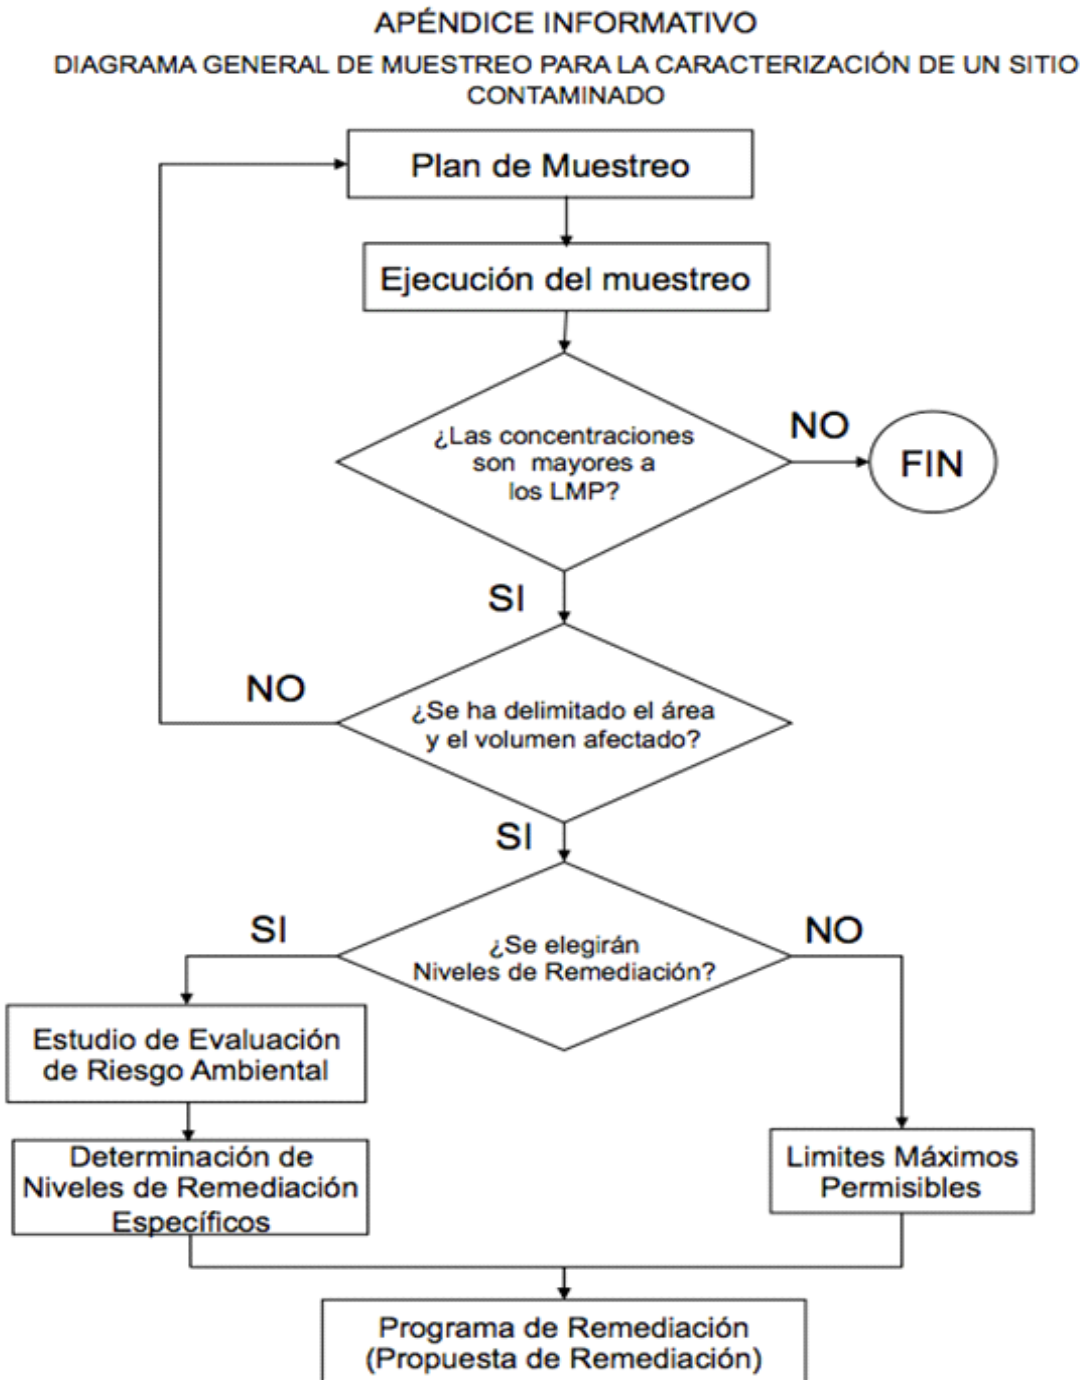 APÉNDICE INFORMATIVO
DIAGRAMA GENERAL DE MUESTREO PARA LA CARACTERIZACIÓN DE UN SITIO
CONTAMINADO
Plan de Muestreo
Ejecución del muestreo
¿Las concentraciones
son mayores a
los LMP?
NO
FIN
SI
¿Se ha delimitado el área
y el volumen afectado?
NO
SI
¿Se elegirán
Niveles de Remediación?
SI
NO
Estudio de Evaluación
de Riesgo Ambiental
Determinación de
Niveles de Remediación
Específicos
Limites Máximos
Permisibles
Programa de Remediación
(Propuesta de Remediación)